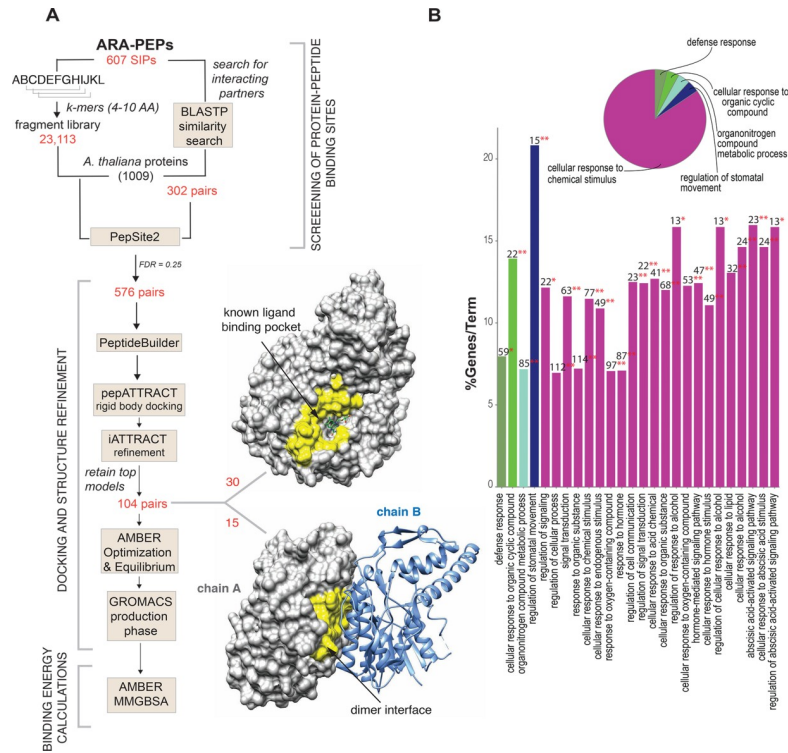 A
ARA-PEPs
607 SIPs
ABCDEFGHIJKL
search for
interacting
partners
k-mers (4-10 AA)
fragment library
23,113
BLASTP
similarity
search
A. thaliana proteins
(1009)
302 pairs
PepSite2
FDR = 0.25
576 pairs
PeptideBuilder
pepATTRACT
rigid body docking
iATTRACT
refinement
retain top
models
104 pairs
AMBER
Optimization
& Equilibrium
GROMACS
production
phase
AMBER
MMGBSA
SCREEENING OF PROTEIN-PEPTIDE
BINDING SITES
DOCKING AND STRUCTURE REFINEMENT
BINDING ENERGY
CALCULATIONS
known ligand
binding pocket
30
15
chain B
chain A
dimer interface
B
defense response
cellular response to
organic cyclic
compound
organonitrogen
compound
metabolic process
regulation of stomatal
movement
cellular response to
chemical stimulus
%Genes/Term
20
15
10
5
0
59*
22**
85**
15**
22*
112**
63**
114**
77**
49**
97**
87**
23**
22**
41**
68**
13*
53**
47**
49**
13*
32**
24**
23**
24**
13*
defense response
cellular response to organic cyclic compound
organonitrogen compound metabolic process
regulation of stomatal movement
regulation of signaling
regulation of cellular process
signal transduction
response to organic substance
cellular response to chemical stimulus
cellular response to endogenous stimulus
response to oxygen-containing compound
response to hormone
regulation of cell communication
regulation of signal transduction
cellular response to acid chemical
cellular response to organic substance
regulation of response to alcohol
cellular response to oxygen-containing compound
hormone-mediated signaling pathway
cellular response to hormone stimulus
regulation of cellular response to alcohol
cellular response to lipid
cellular response to alcohol
abscisic acid-activated signaling pathway
cellular response to abscisic acid stimulus
regulation of abscisic acid-activated signaling pathway